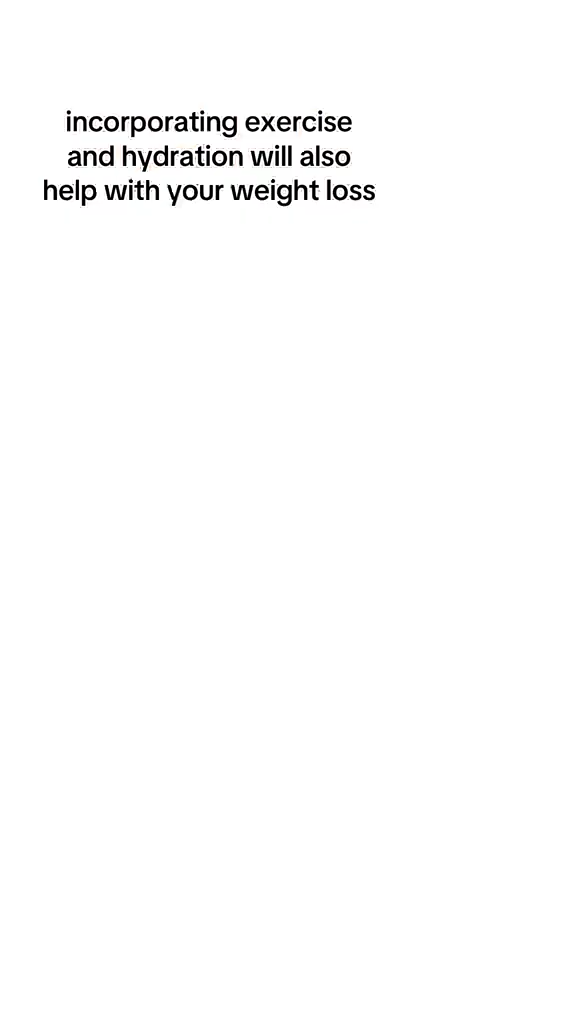 incorporating exercise
and hydration will also
help with your weight loss